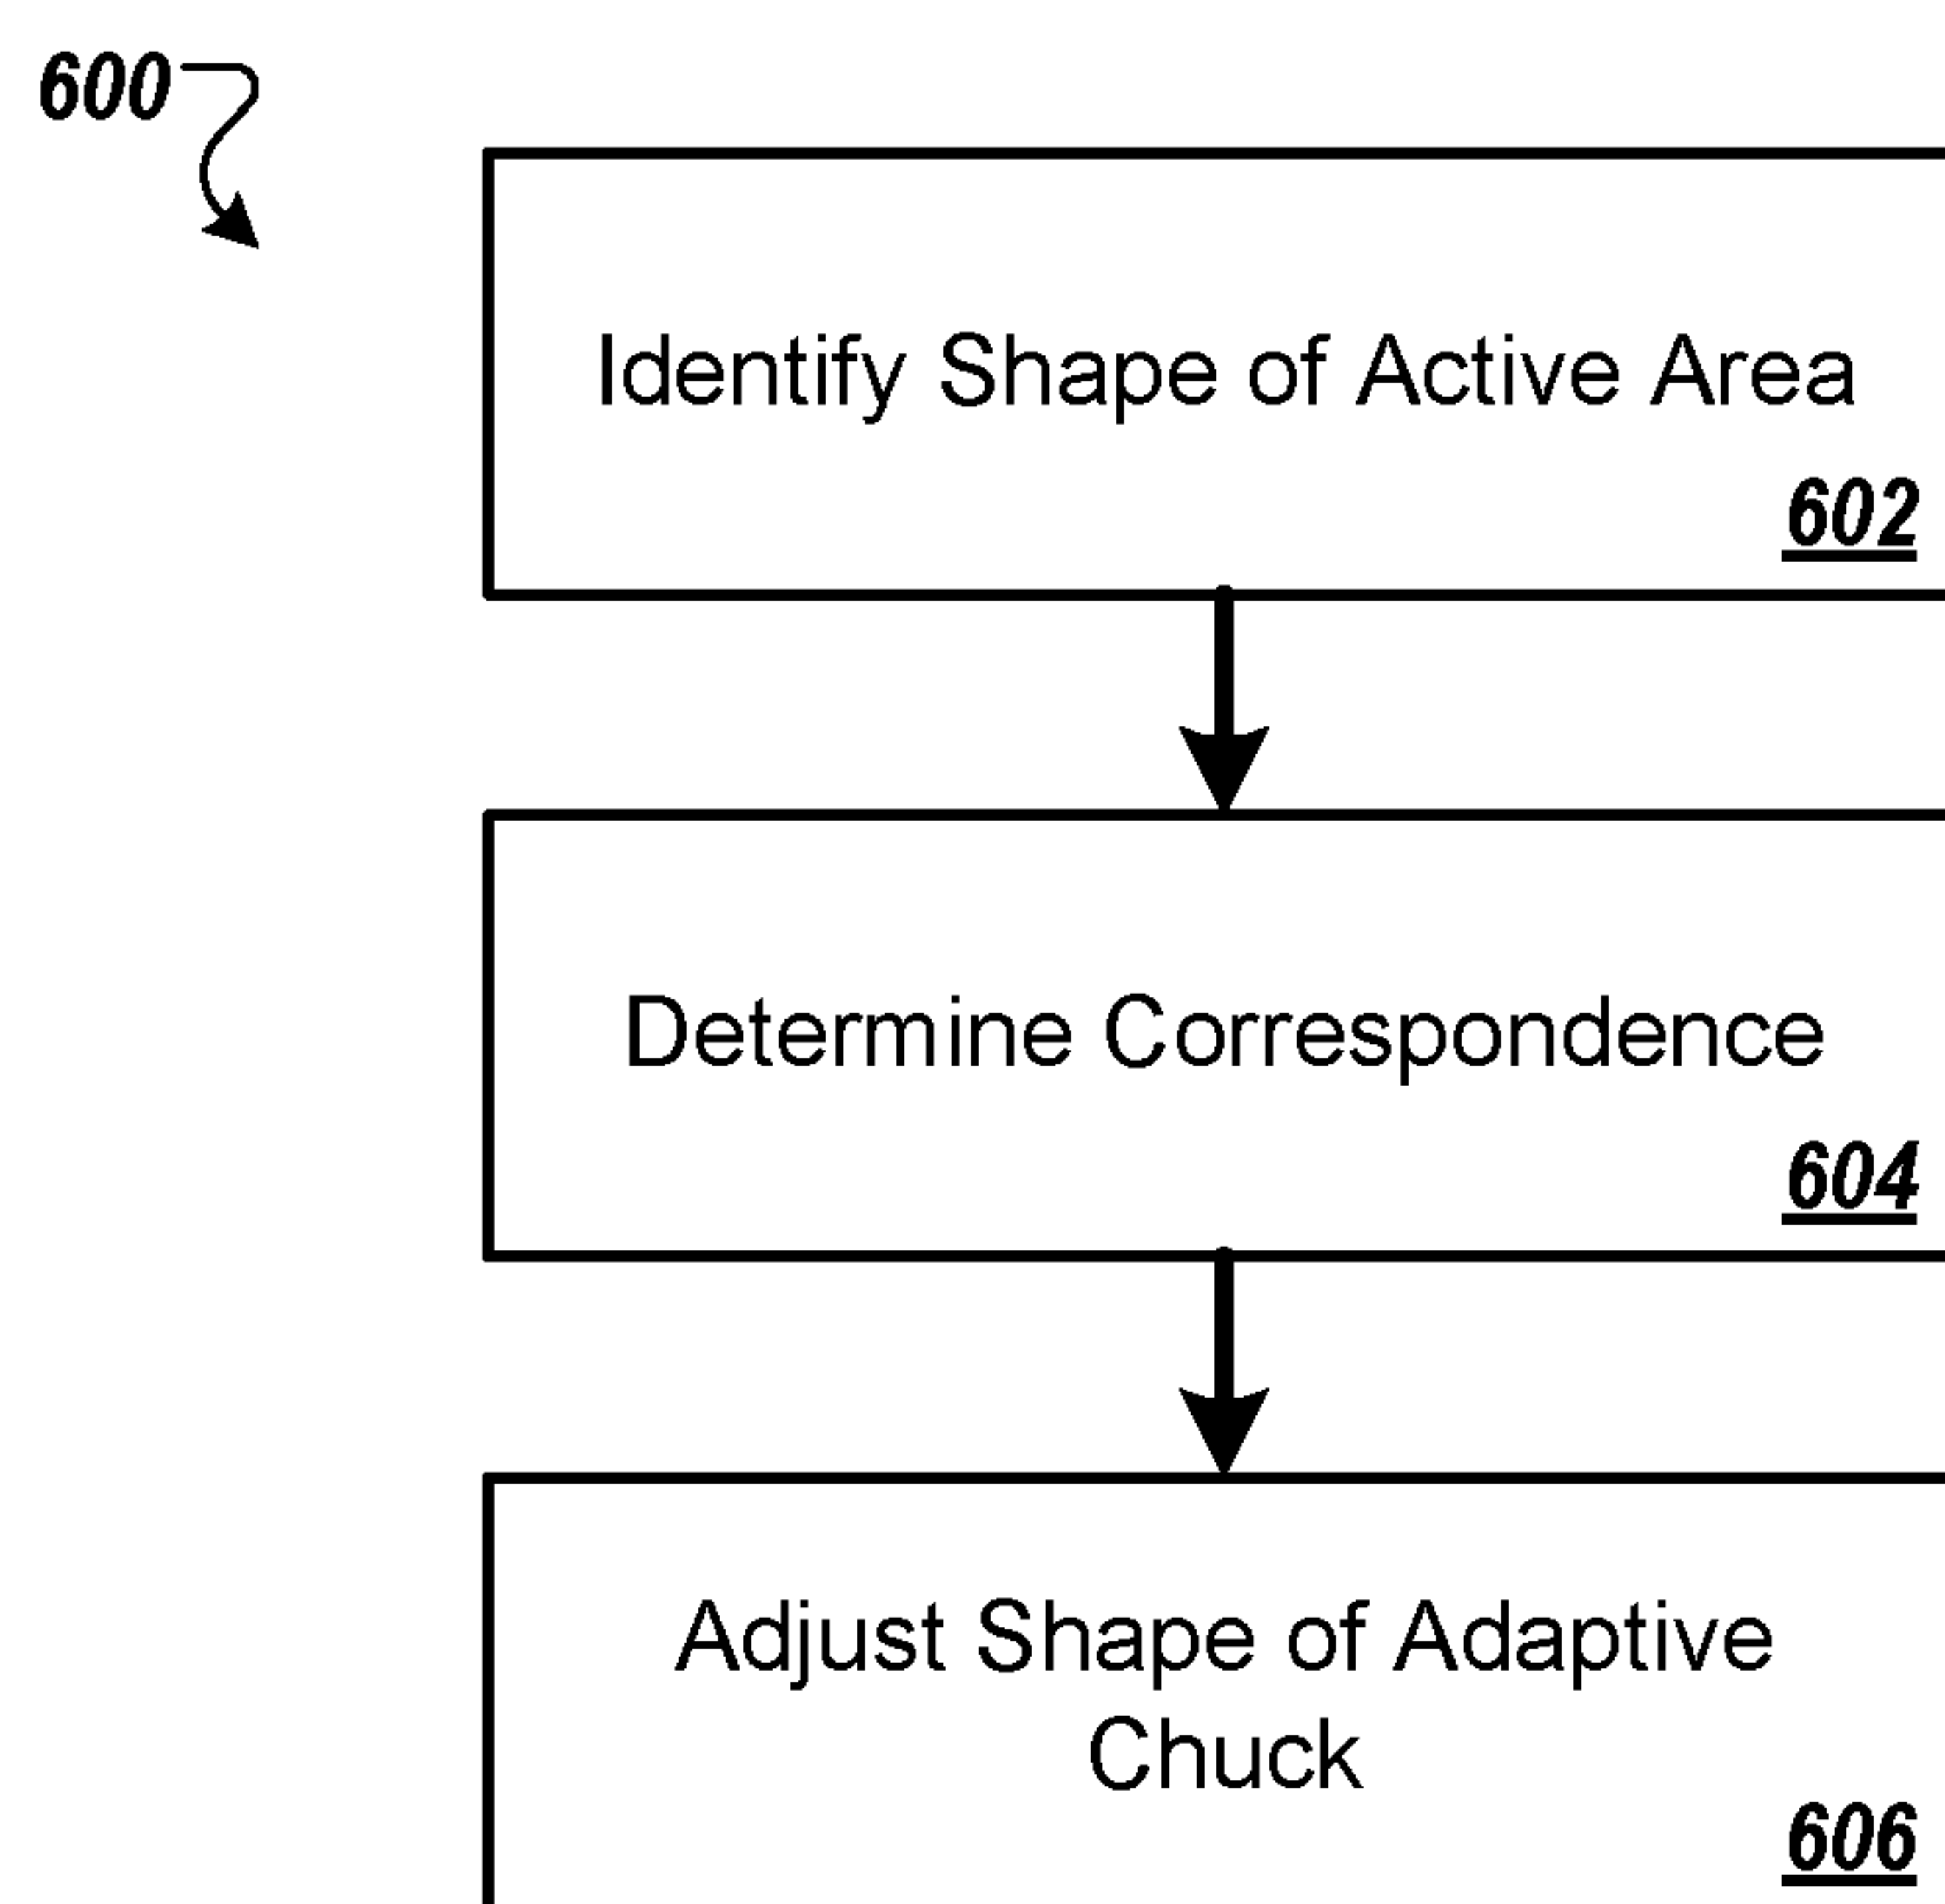 600
Identify Shape of Active Area
602
Determine Correspondence
604
Adjust Shape of Adaptive
Chuck
606